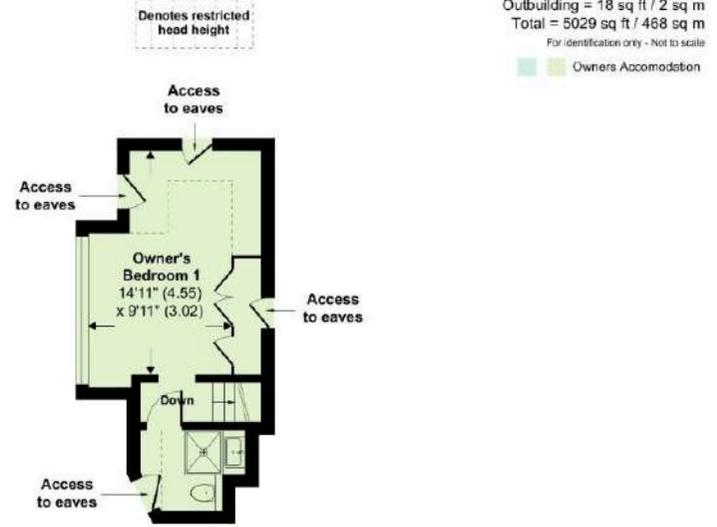 Outbuilding = 18 sq ft / 2 sq m
Total = 5029 sq ft / 468 sq m
For identification only - Not to scale
Owners Accomodation
Denotes restricted
head height
Access
to eaves
Access
to eaves
Owner's
Bedroom 1
14'11" (4.55)
x 9'11" (3.02)
Access
to eaves
Down
Access
to eaves